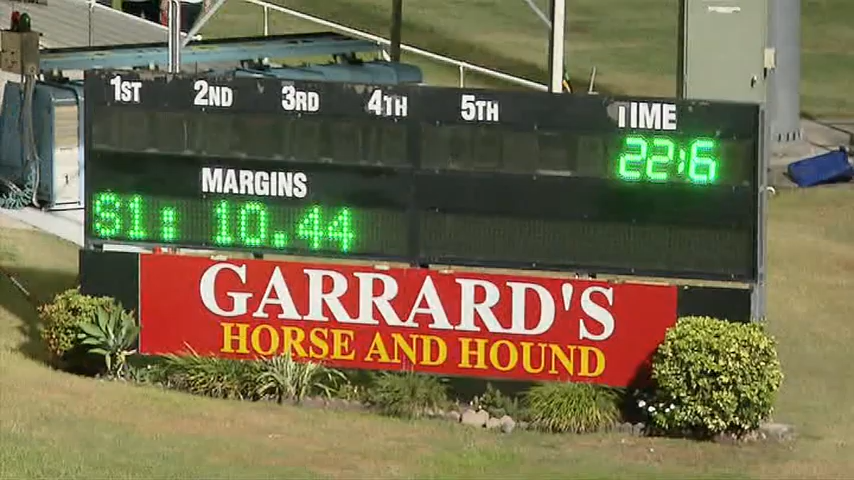 1ST 2ND 3RD 4TH 5TH TIME
22:6
MARGINS
S1: 10.44
GARRARD'S
HORSE AND HOUND